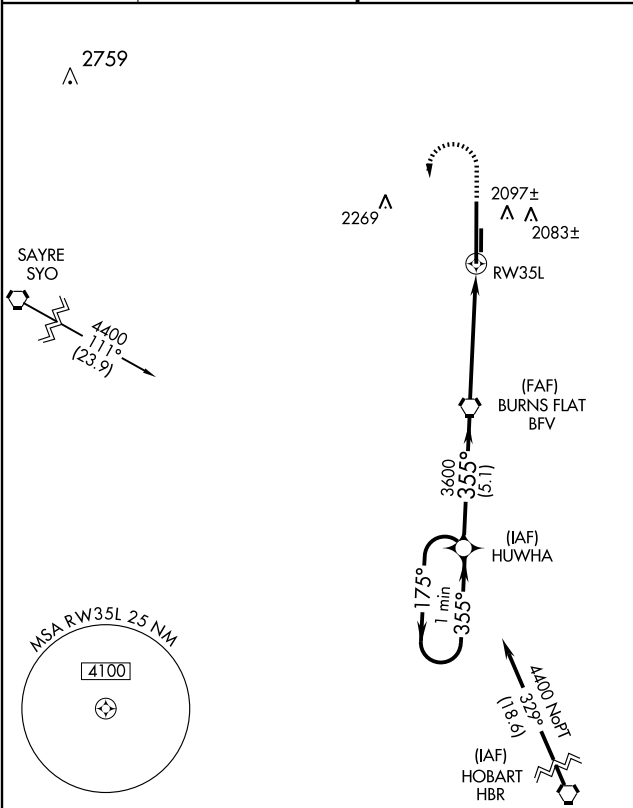 2759
2269
2097±
2083±
RW35L
SAYRE
SYO
4400
111°
(23.9)
(FAF)
BURNS FLAT
BFV
3600
355°
(5.1)
(IAF)
HUWHA
175°
1 min
355°
MSA RW35L 25 NM
4100
4400 NoPT
329°
(18.6)
(IAF)
HOBART
HBR